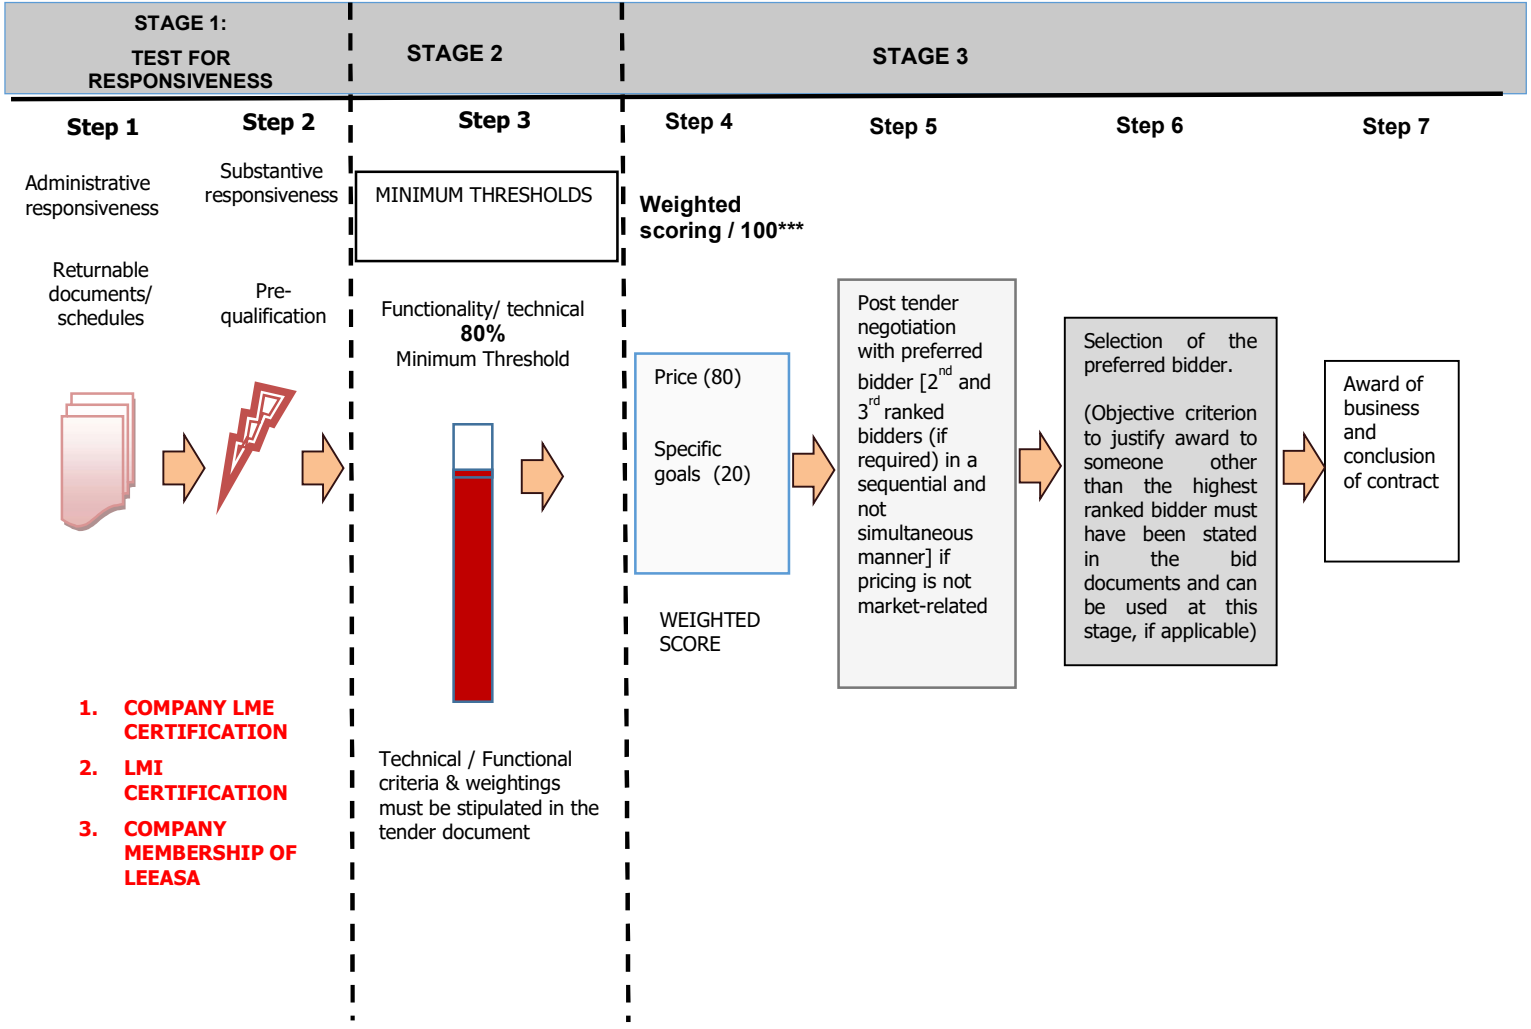 STAGE 1:
TEST FOR
RESPONSIVENESS
STAGE 2
STAGE 3
Step 1
Step 2
Step 3
Step 4
Step 5
Step 6
Step 7
Administrative
responsiveness
Returnable
documents/
schedules
Substantive
responsiveness
Pre-
qualification
1. COMPANY LME
CERTIFICATION
2. LMI
CERTIFICATION
3. COMPANY
MEMBERSHIP OF
LEEASA
MINIMUM THRESHOLDS
Functionality/ technical
80%
Minimum Threshold
Technical / Functional
criteria & weightings
must be stipulated in the
tender document
Weighted
scoring / 100***
Price (80)
Specific
goals (20)
WEIGHTED
SCORE
Post tender
negotiation
with preferred
bidder [2nd and
3rd ranked
bidders (if
required) in a
sequential and
not
simultaneous
manner] if
pricing is not
market-related
Selection of the
preferred bidder.
(Objective criterion
to justify award to
someone other
than the highest
ranked bidder must
have been stated
in the bid
documents and can
be used at this
stage, if applicable)
Award of
business
and
conclusion
of contract